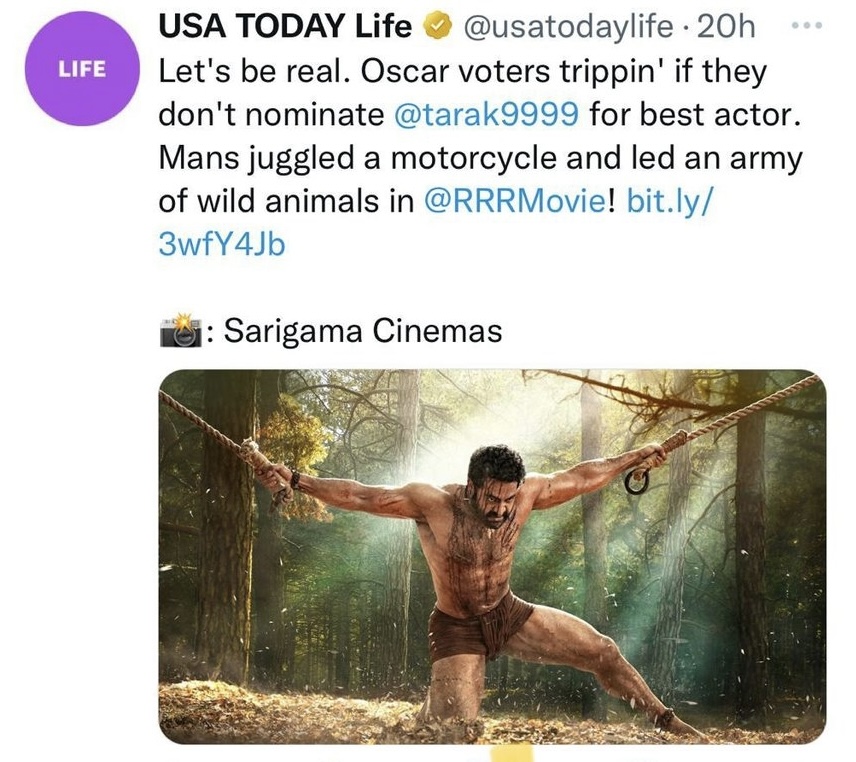 LIFE
USA TODAY Life @usatodaylife · 20h
Let's be real. Oscar voters trippin' if they
don't nominate @tarak9999 for best actor.
Mans juggled a motorcycle and led an army
of wild animals in @RRRMovie! bit.ly/
3wfY4Jb
📸: Sarigama Cinemas